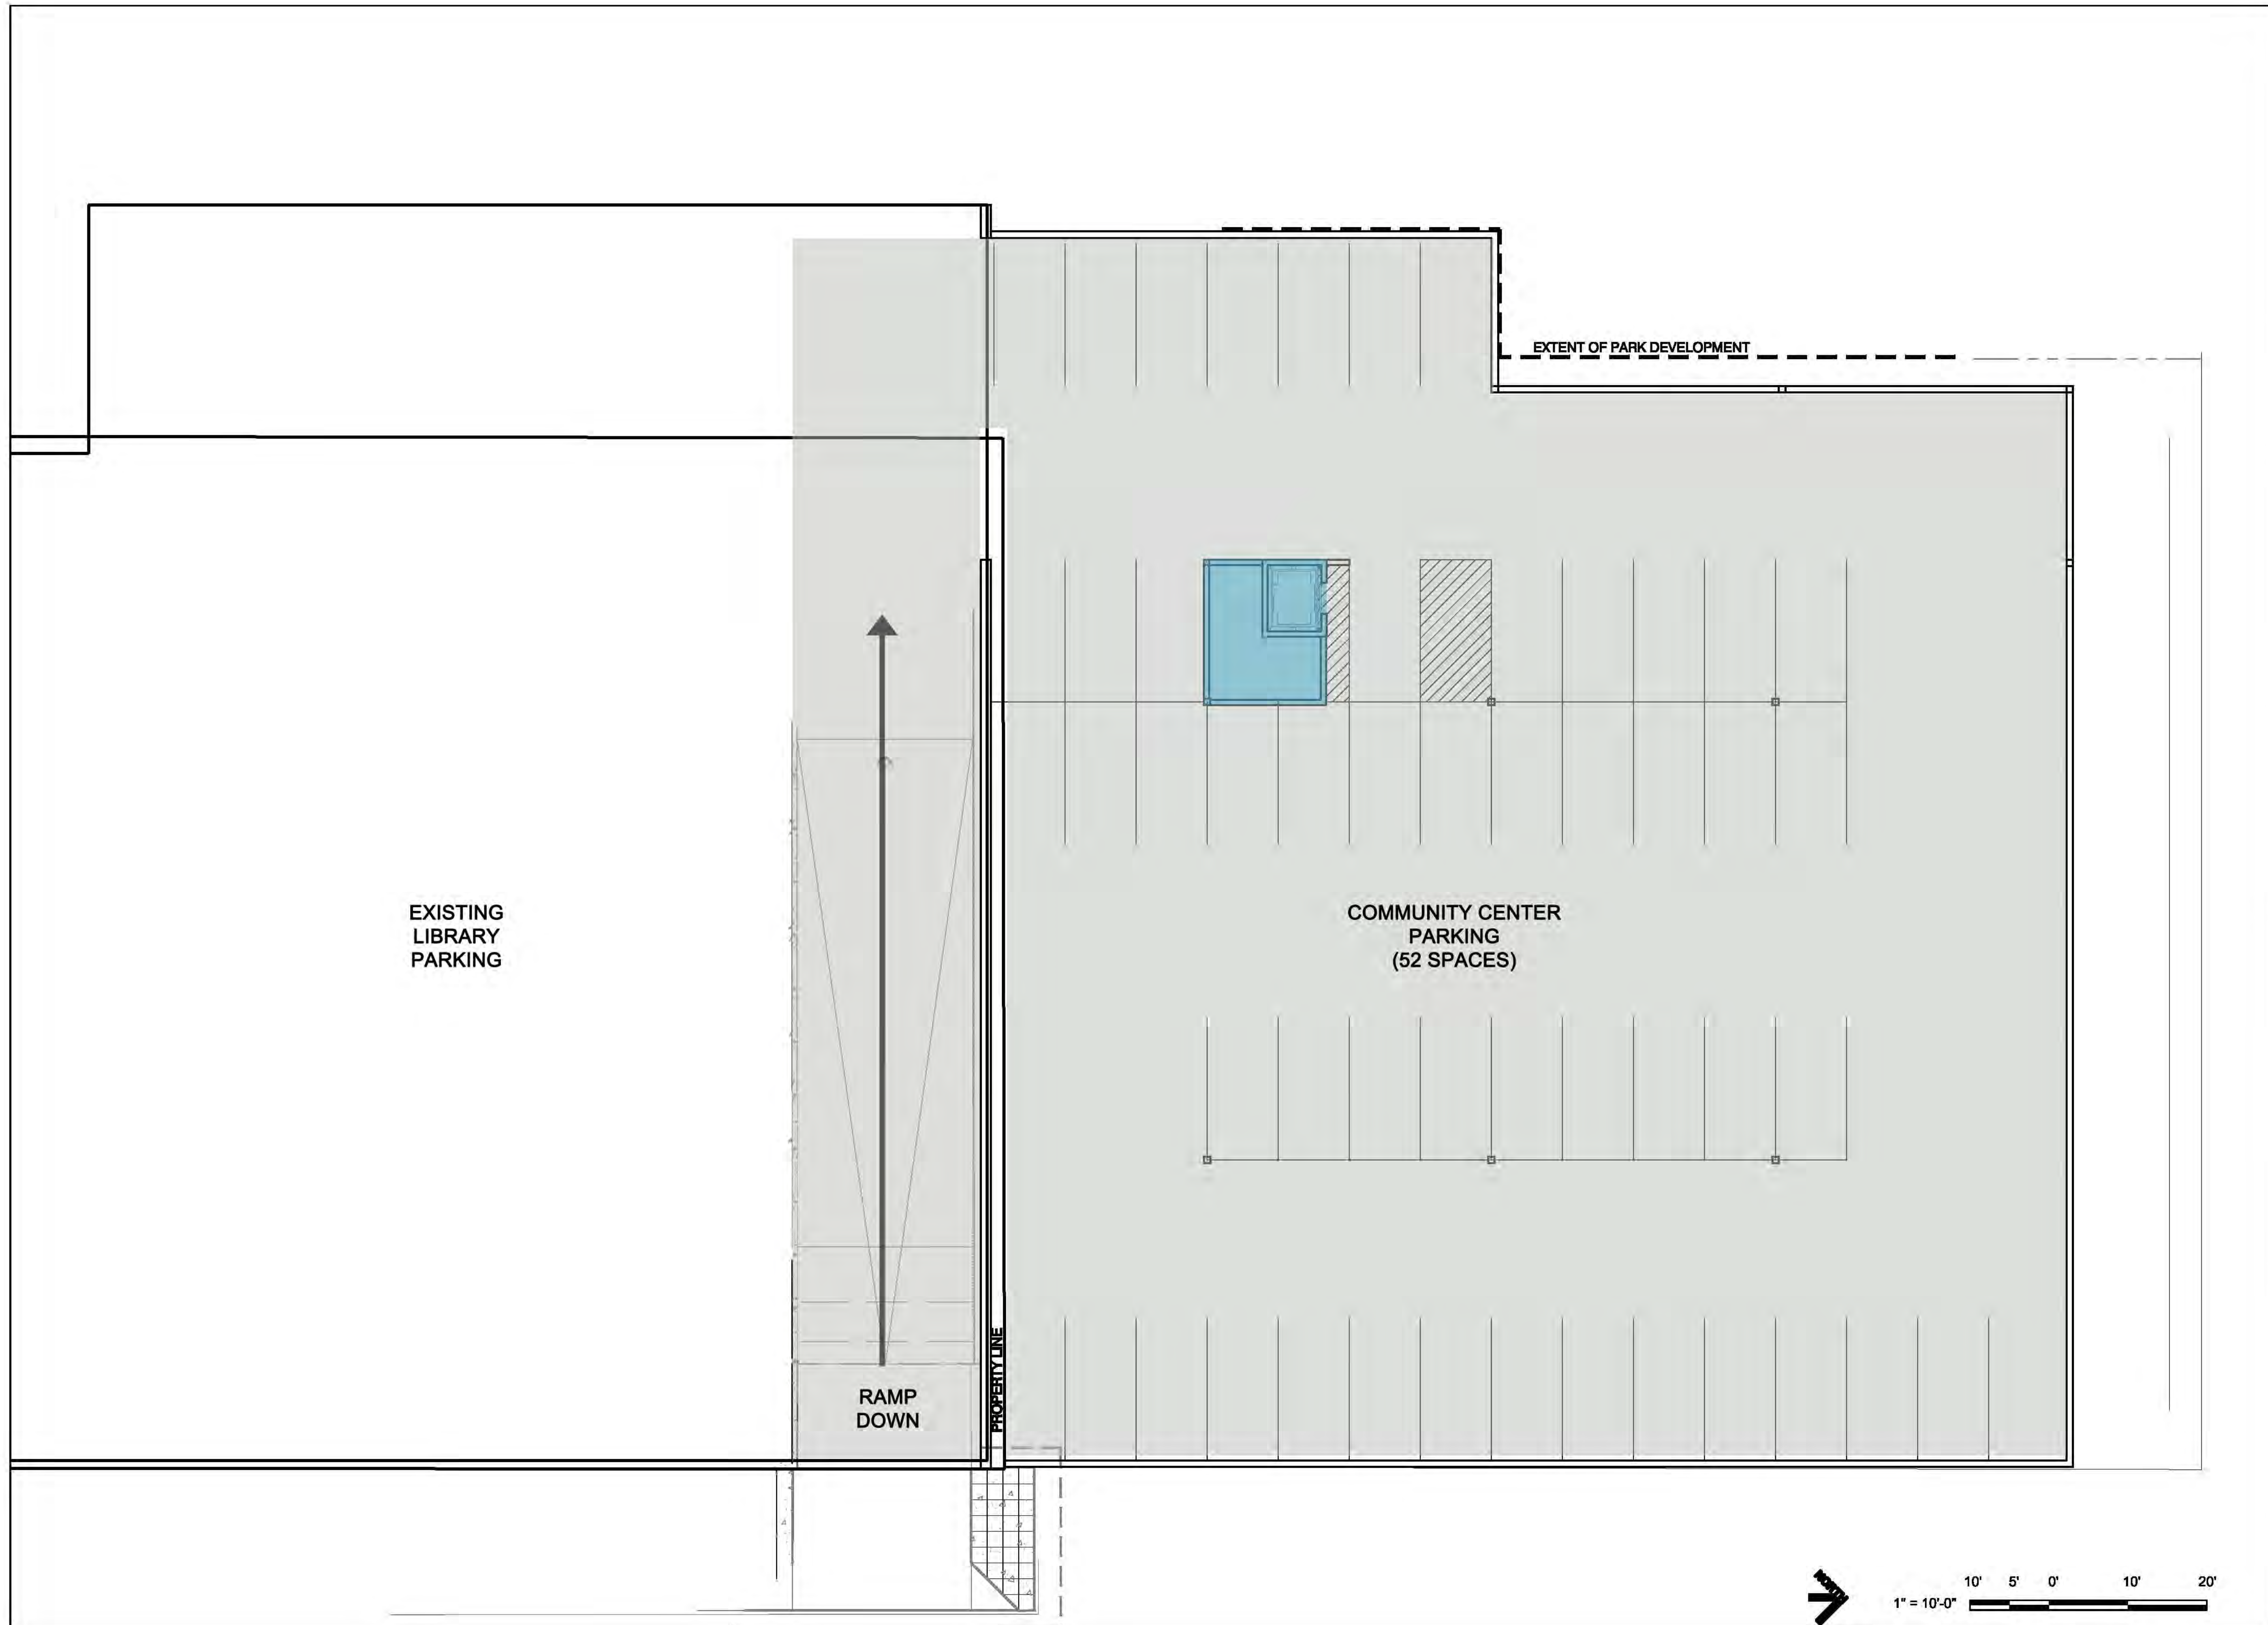 EXTENT OF PARK DEVELOPMENT
EXISTING
LIBRARY
PARKING
COMMUNITY CENTER
PARKING
(52 SPACES)
RAMP
DOWN
PROPERTY LINE
NORTH
1" = 10'-0"
10' 5' 0' 10' 20'